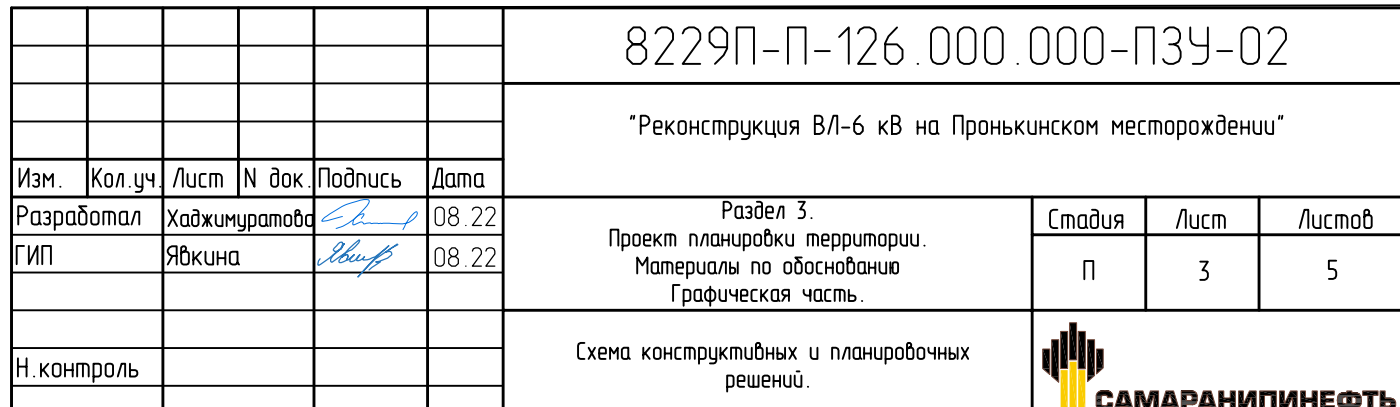 8229П-П-126.000.000-ПЗУ-02
"Реконструкция ВЛ-6 кВ на Пронькинском месторождении"
Изм. Кол.уч. Лист N док. Подпись Дата
Разработал Хаджимуратова 08.22
ГИП Явкина 08.22
Раздел 3.
Проект планировки территории.
Материалы по обоснованию
Графическая часть.
Стадия Лист Листов
П 3 5
Н.контроль
Схема конструктивных и планировочных
решений.
САМАРАНИПИНЕФТЬ